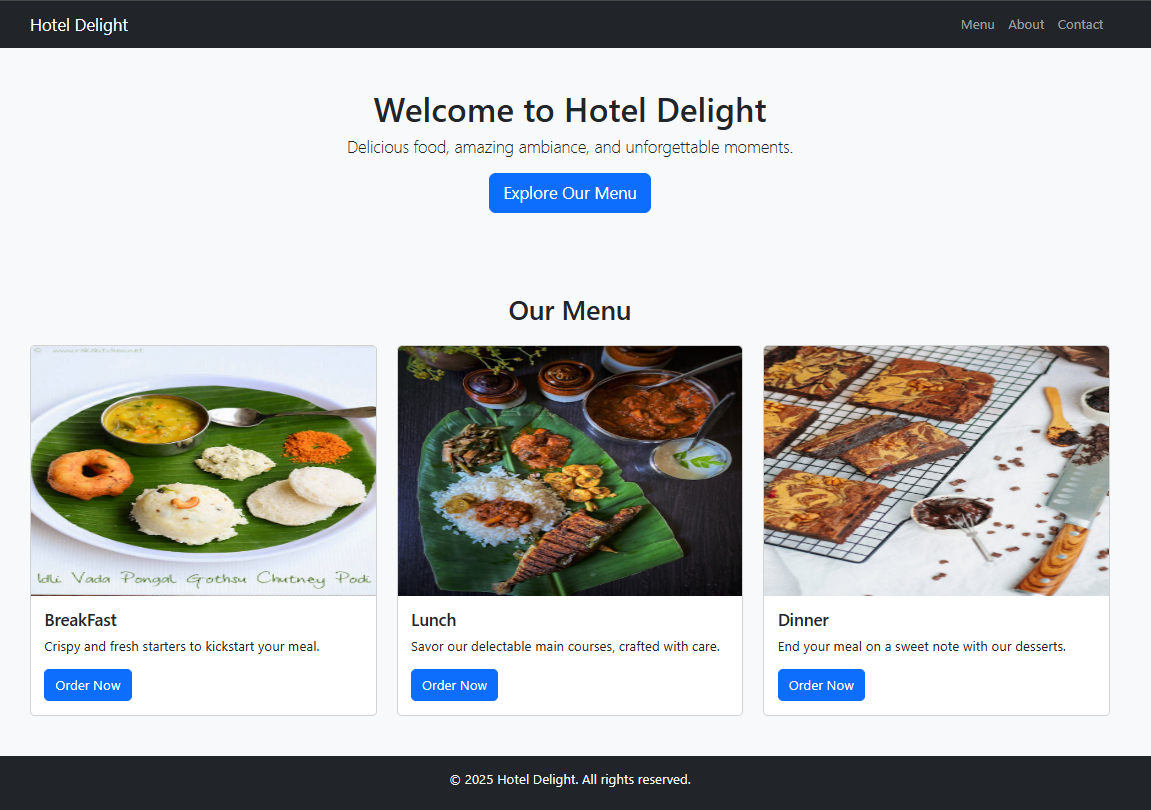 Hotel Delight
Menu About Contact
Welcome to Hotel Delight
Delicious food, amazing ambiance, and unforgettable moments.
Explore Our Menu
Our Menu
Idli Vada Pongal Gothsu Chutney Podi
BreakFast
Crispy and fresh starters to kickstart your meal.
Order Now
Lunch
Savor our delectable main courses, crafted with care.
Order Now
Dinner
End your meal on a sweet note with our desserts.
Order Now
© 2025 Hotel Delight. All rights reserved.